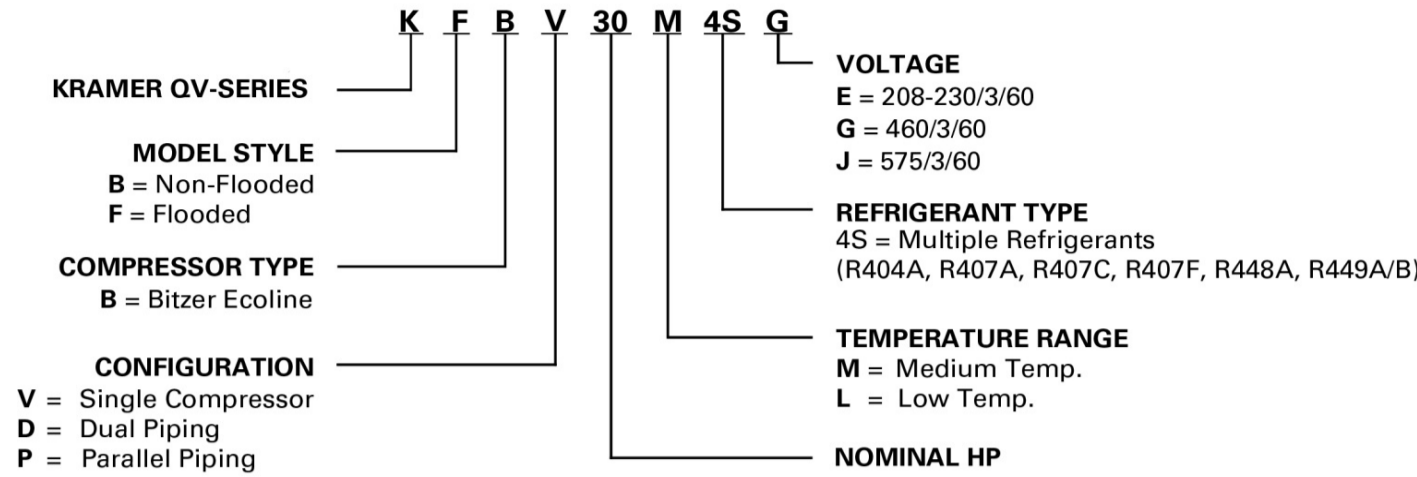 K F B V 30 M 4S G
KRAMER QV-SERIES
MODEL STYLE
B = Non-Flooded
F = Flooded
COMPRESSOR TYPE
B = Bitzer Ecoline
CONFIGURATION
V = Single Compressor
D = Dual Piping
P = Parallel Piping
VOLTAGE
E = 208-230/3/60
G = 460/3/60
J = 575/3/60
REFRIGERANT TYPE
4S = Multiple Refrigerants
(R404A, R407A, R407C, R407F, R448A, R449A/B)
TEMPERATURE RANGE
M = Medium Temp.
L = Low Temp.
NOMINAL HP